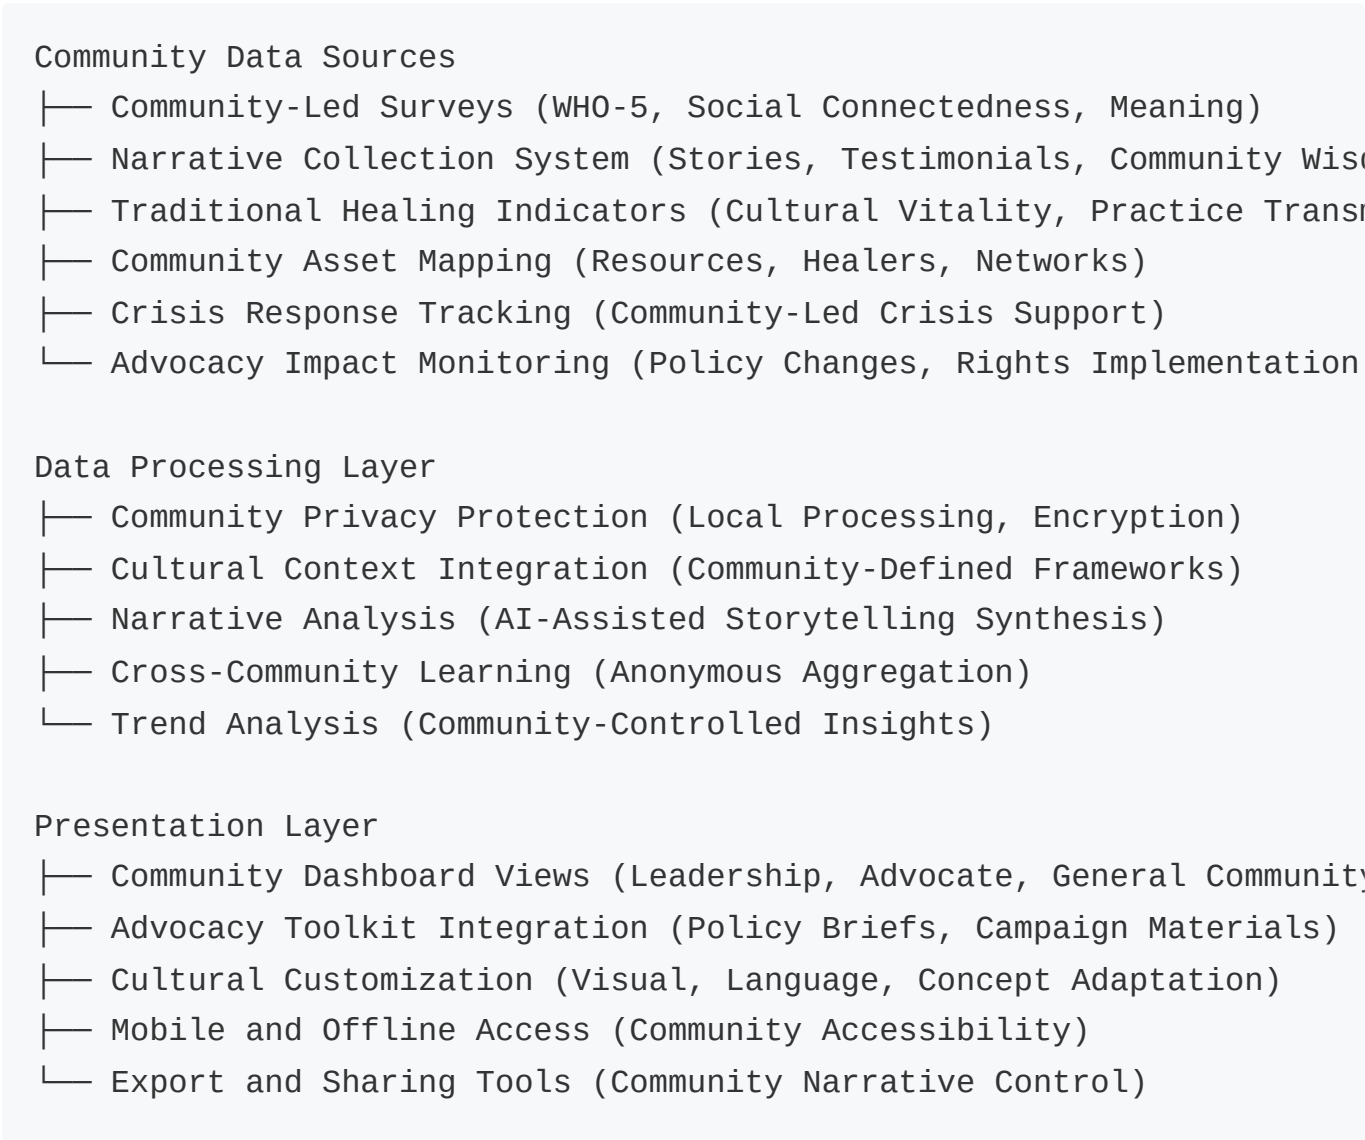 Community Data Sources
├── Community-Led Surveys (WHO-5, Social Connectedness, Meaning)
├── Narrative Collection System (Stories, Testimonials, Community
├── Traditional Healing Indicators (Cultural Vitality, Practice
├── Community Asset Mapping (Resources, Healers, Networks)
├── Crisis Response Tracking (Community-Led Crisis Support)
└── Advocacy Impact Monitoring (Policy Changes, Rights Implementation

Data Processing Layer
├── Community Privacy Protection (Local Processing, Encryption)
├── Cultural Context Integration (Community-Defined Frameworks)
├── Narrative Analysis (AI-Assisted Storytelling Synthesis)
├── Cross-Community Learning (Anonymous Aggregation)
└── Trend Analysis (Community-Controlled Insights)

Presentation Layer
├── Community Dashboard Views (Leadership, Advocate, General Community
├── Advocacy Toolkit Integration (Policy Briefs, Campaign Materials)
├── Cultural Customization (Visual, Language, Concept Adaptation)
├── Mobile and Offline Access (Community Accessibility)
└── Export and Sharing Tools (Community Narrative Control)